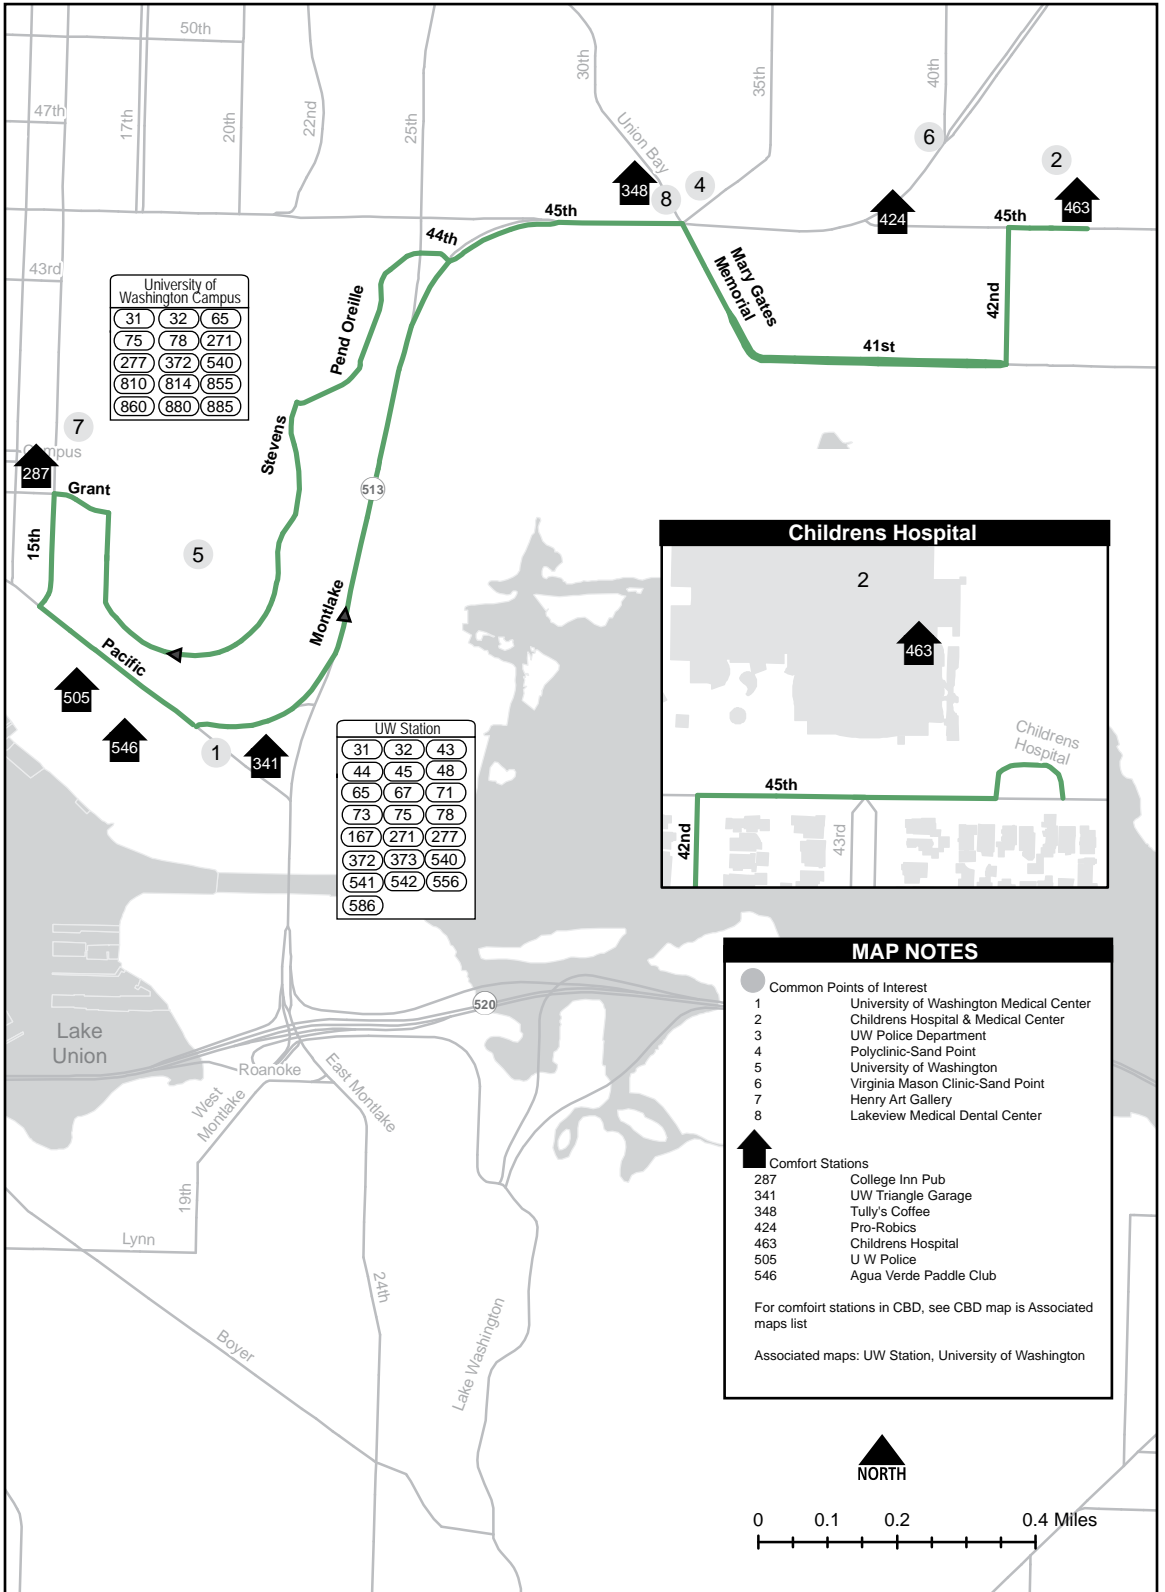 50th
47th
17th
20th
22nd
25th
30th
35th
40th
Union Bay
6
2
4
8
348
424
463
45th
45th
44th
43rd
Mary Gates
Memorial
42nd
41st
Pend Oreille
University of
Washington Campus
31 32 65
75 78 271
277 372 540
810 814 855
860 880 885
7
Campus
287
Grant
Stevens
513
15th
5
Montlake
Pacific
505
546
1
341
UW Station
31 32 43
44 45 48
65 67 71
73 75 78
167 271 277
372 373 540
541 542 556
586
Childrens Hospital
2
463
Childrens
Hospital
45th
42nd
43rd
Lake
Union
520
Roanoke
West
Montlake
East Montlake
19th
Lynn
24th
Boyer
Lake Washington
MAP NOTES
Common Points of Interest
1 University of Washington Medical Center
2 Childrens Hospital & Medical Center
3 UW Police Department
4 Polyclinic-Sand Point
5 University of Washington
6 Virginia Mason Clinic-Sand Point
7 Henry Art Gallery
8 Lakeview Medical Dental Center
Comfort Stations
287 College Inn Pub
341 UW Triangle Garage
348 Tully's Coffee
424 Pro-Robics
463 Childrens Hospital
505 U W Police
546 Agua Verde Paddle Club
For comfoirt stations in CBD, see CBD map is Associated
maps list
Associated maps: UW Station, University of Washington
NORTH
0 0.1 0.2 0.4 Miles